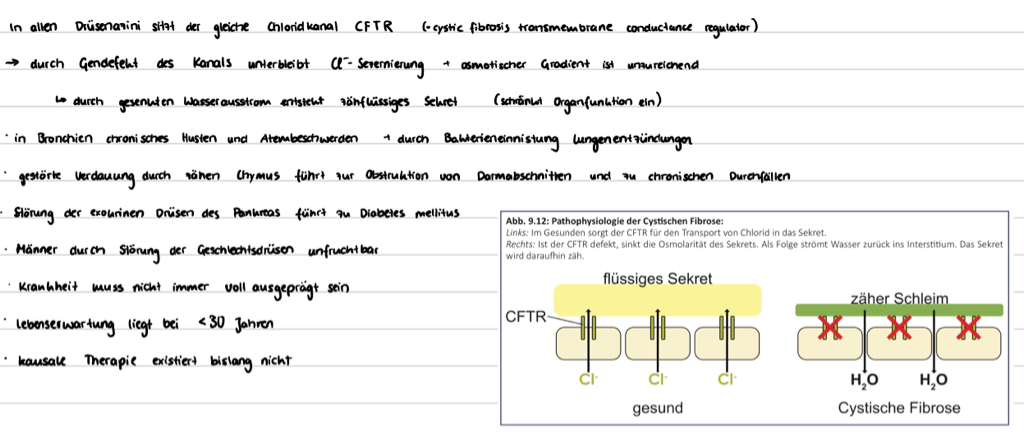 In allen Drüsenazini sitzt der gleiche Chloridkanal CFTR (=cystic fibrosis transmembrane conductance regulator)
→ durch Gendefekt des Kanals unterbleibt Cl⁻-Sezernierung + osmotischer Gradient ist unzureichend
↳ durch gesenkten Wasserausstrom entsteht zähflüssiges Sekret (schränkt Organfunktion ein)
· in Bronchien chronisches Husten und Atembeschwerden + durch Bakterieneinnistung Lungenentzündungen
· gestörte Verdauung durch zähen Chymus führt zur Obstruktion von Darmabschnitten und zu chronischen Durchfällen
· Störung der exokrinen Drüsen des Pankreas führt zu Diabetes mellitus
· Männer durch Störung der Geschlechtsdrüsen unfruchtbar
· Krankheit muss nicht immer voll ausgeprägt sein
· Lebenserwartung liegt bei <30 Jahren
· kausale Therapie existiert bislang nicht
Abb. 9.12: Pathophysiologie der Cystischen Fibrose:
Links: Im Gesunden sorgt der CFTR für den Transport von Chlorid in das Sekret.
Rechts: Ist der CFTR defekt, sinkt die Osmolarität des Sekrets. Als Folge strömt Wasser zurück ins Interstitium. Das Sekret
wird daraufhin zäh.
flüssiges Sekret
zäher Schleim
CFTR
Cl⁻ Cl⁻ Cl⁻
H₂O H₂O
gesund
Cystische Fibrose